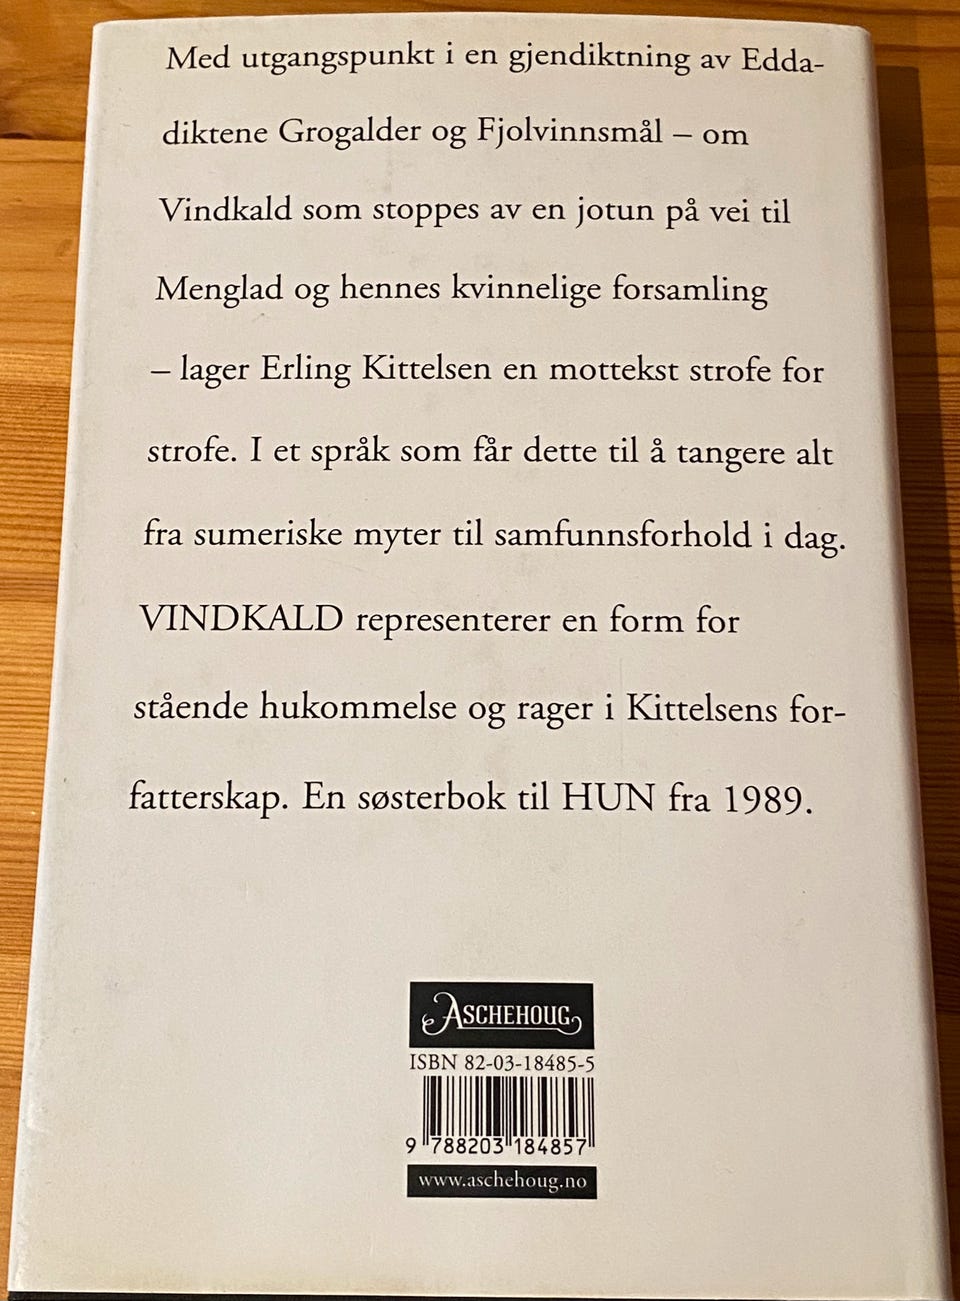 Med utgangspunkt i en gjendiktning av Edda-
diktene Grogalder og Fjolvinnsmål – om
Vindkald som stoppes av en jotun på vei til
Menglad og hennes kvinnelige forsamling
– lager Erling Kittelsen en mottekst strofe for
strofe. I et språk som får dette til å tangere alt
fra sumeriske myter til samfunnsforhold i dag.
VINDKALD representerer en form for
stående hukommelse og rager i Kittelsens for-
fatterskap. En søsterbok til HUN fra 1989.
ASCHEHOUG
ISBN 82-03-18485-5
9 788203 184857
www.aschehoug.no